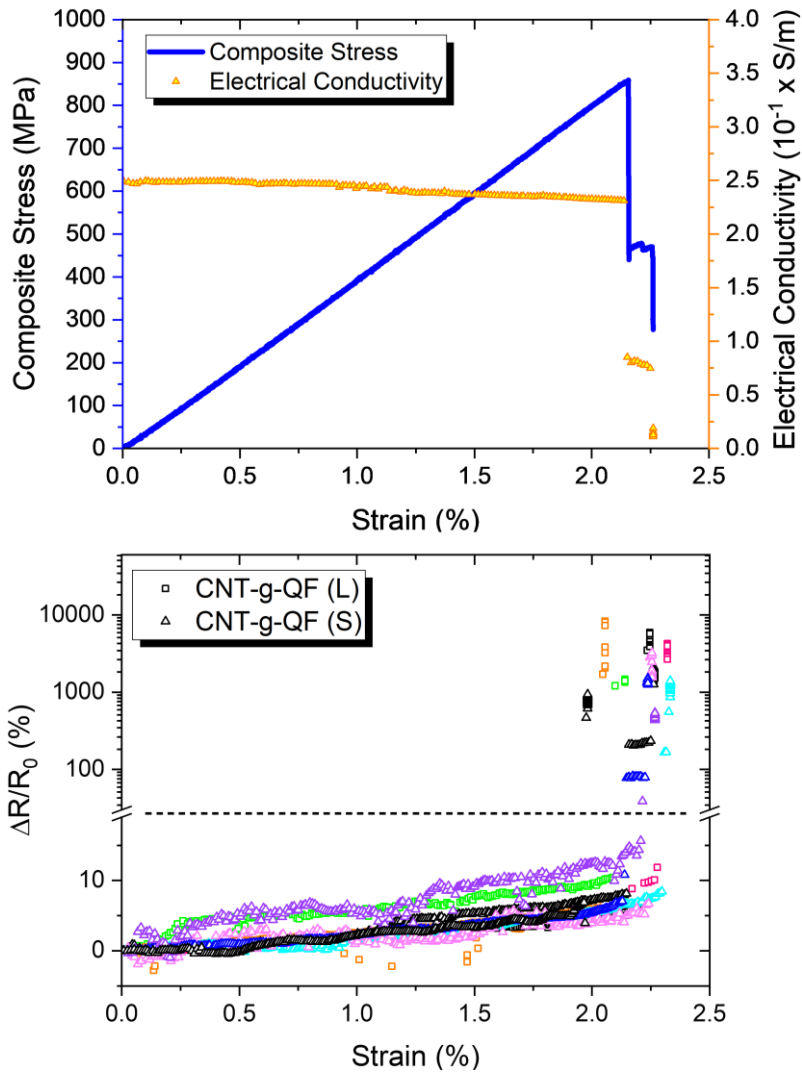 Composite Stress (MPa)
1000
900
800
700
600
500
400
300
200
100
0
Composite Stress
Electrical Conductivity
4.0
3.5
3.0
2.5
2.0
1.5
1.0
0.5
0.0
Electrical Conductivity (10⁻¹ x S/m)
0.0 0.5 1.0 1.5 2.0 2.5
Strain (%)
ΔR/R₀ (%)
10000
1000
100
10
0
CNT-g-QF (L)
CNT-g-QF (S)
0.0 0.5 1.0 1.5 2.0 2.5
Strain (%)